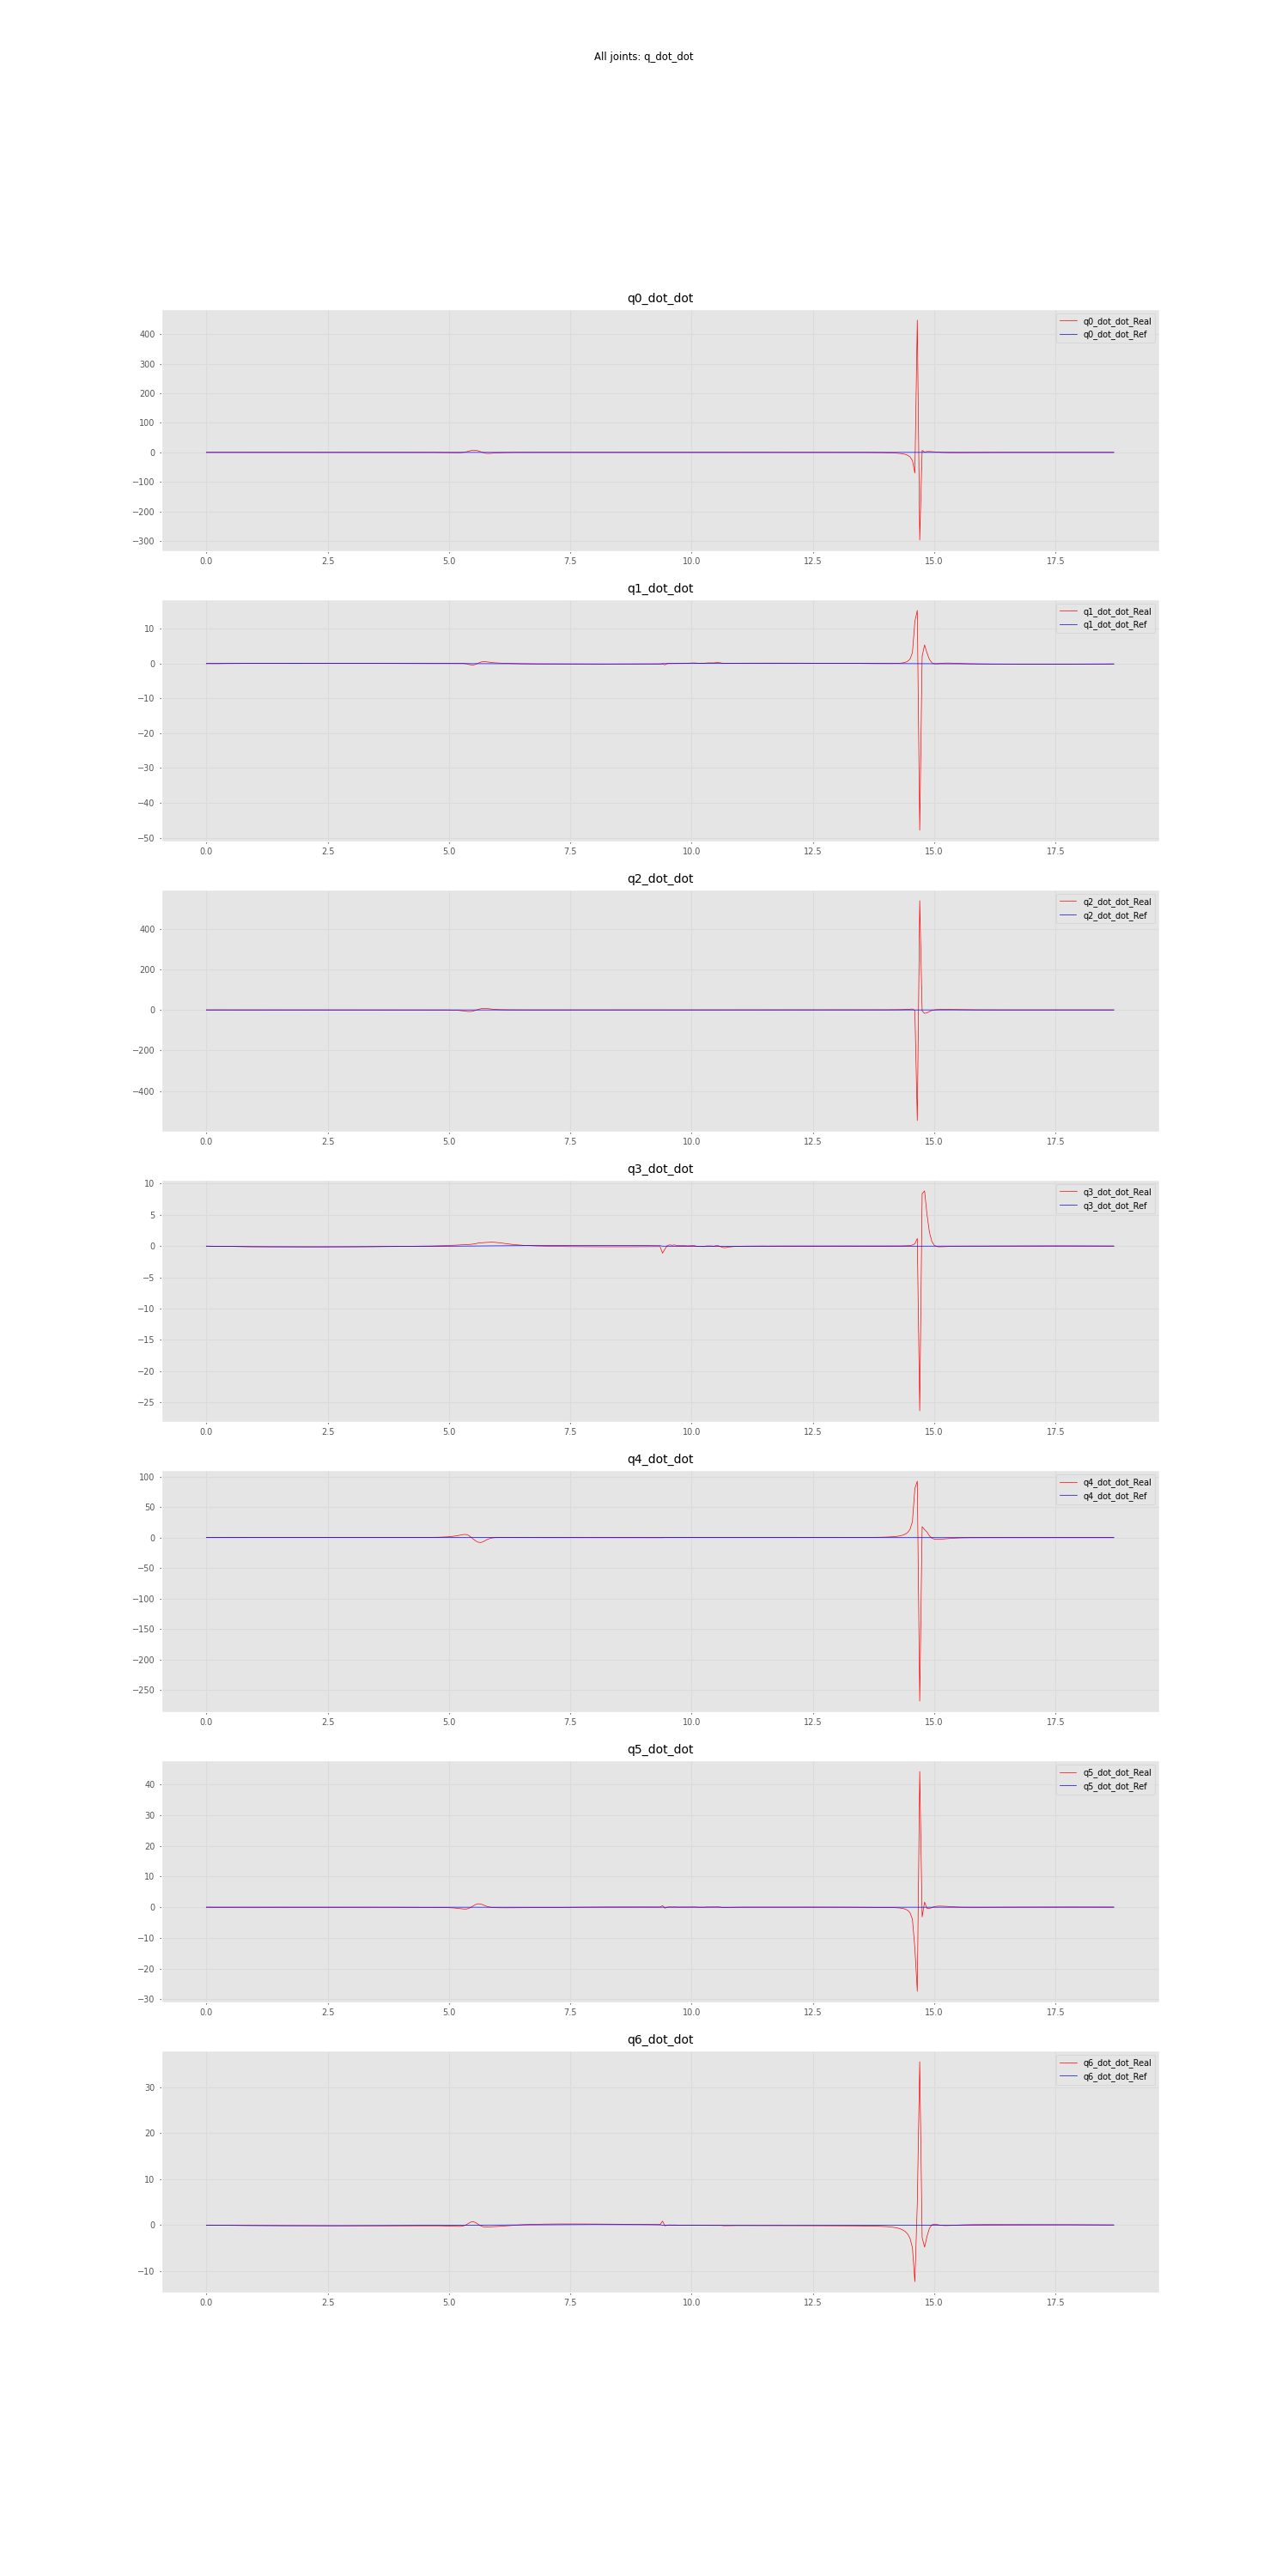 All joints: q_dot_dot
q0_dot_dot
q0_dot_dot_Real
q0_dot_dot_Ref
400
300
200
100
0
−100
−200
−300
0.0 2.5 5.0 7.5 10.0 12.5 15.0 17.5
q1_dot_dot
q1_dot_dot_Real
q1_dot_dot_Ref
10
0
−10
−20
−30
−40
−50
0.0 2.5 5.0 7.5 10.0 12.5 15.0 17.5
q2_dot_dot
q2_dot_dot_Real
q2_dot_dot_Ref
400
200
0
−200
−400
0.0 2.5 5.0 7.5 10.0 12.5 15.0 17.5
q3_dot_dot
q3_dot_dot_Real
q3_dot_dot_Ref
10
5
0
−5
−10
−15
−20
−25
0.0 2.5 5.0 7.5 10.0 12.5 15.0 17.5
q4_dot_dot
q4_dot_dot_Real
q4_dot_dot_Ref
100
50
0
−50
−100
−150
−200
−250
0.0 2.5 5.0 7.5 10.0 12.5 15.0 17.5
q5_dot_dot
q5_dot_dot_Real
q5_dot_dot_Ref
40
30
20
10
0
−10
−20
−30
0.0 2.5 5.0 7.5 10.0 12.5 15.0 17.5
q6_dot_dot
q6_dot_dot_Real
q6_dot_dot_Ref
30
20
10
0
−10
0.0 2.5 5.0 7.5 10.0 12.5 15.0 17.5